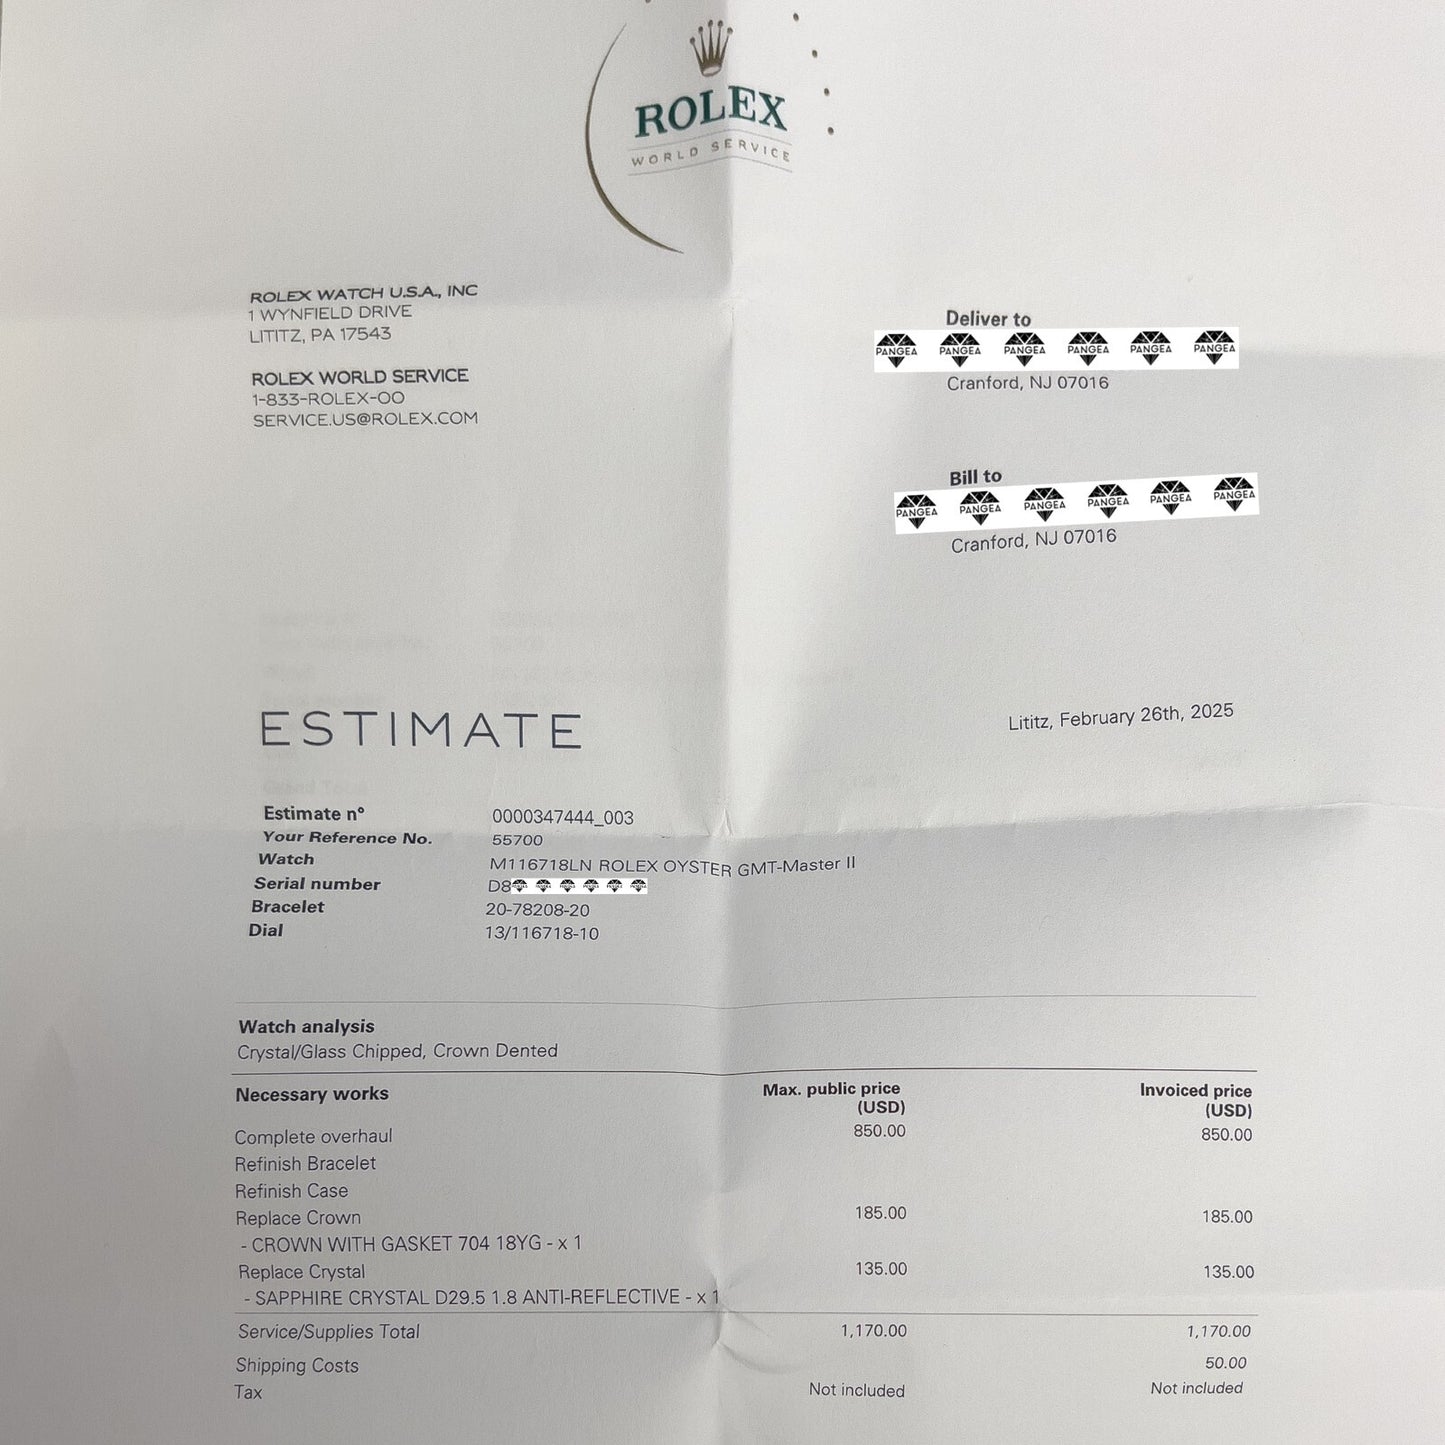 ROLEX
WORLD SERVICE
ROLEX WATCH U.S.A., INC
1 WYNFIELD DRIVE
LITITZ, PA 17543
ROLEX WORLD SERVICE
1-833-ROLEX-OO
SERVICE.US@ROLEX.COM
Deliver to
PANGEA PANGEA PANGEA PANGEA PANGEA PANGEA
Cranford, NJ 07016
Bill to
PANGEA PANGEA PANGEA PANGEA PANGEA PANGEA
Cranford, NJ 07016
ESTIMATE
Lititz, February 26th, 2025
Estimate n° 0000347444_003
Your Reference No. 55700
Watch M116718LN ROLEX OYSTER GMT-Master II
Serial number D8
Bracelet 20-78208-20
Dial 13/116718-10
Watch analysis
Crystal/Glass Chipped, Crown Dented
Necessary works Max. public price (USD) Invoiced price (USD)
Complete overhaul 850.00 850.00
Refinish Bracelet
Refinish Case
Replace Crown 185.00 185.00
- CROWN WITH GASKET 704 18YG - x 1
Replace Crystal 135.00 135.00
- SAPPHIRE CRYSTAL D29.5 1.8 ANTI-REFLECTIVE - x 1
Service/Supplies Total 1,170.00 1,170.00
Shipping Costs 50.00
Tax Not included Not included